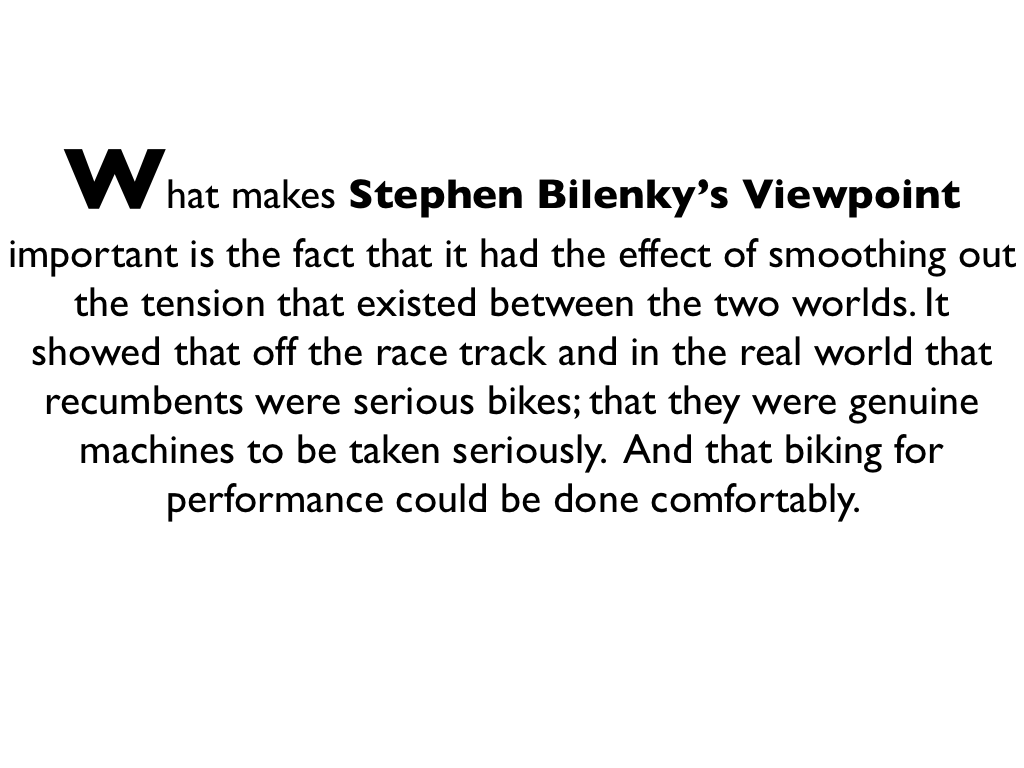 What makes Stephen Bilenky’s Viewpoint
important is the fact that it had the effect of smoothing out
the tension that existed between the two worlds. It
showed that off the race track and in the real world that
recumbents were serious bikes; that they were genuine
machines to be taken seriously.  And that biking for
performance could be done comfortably.